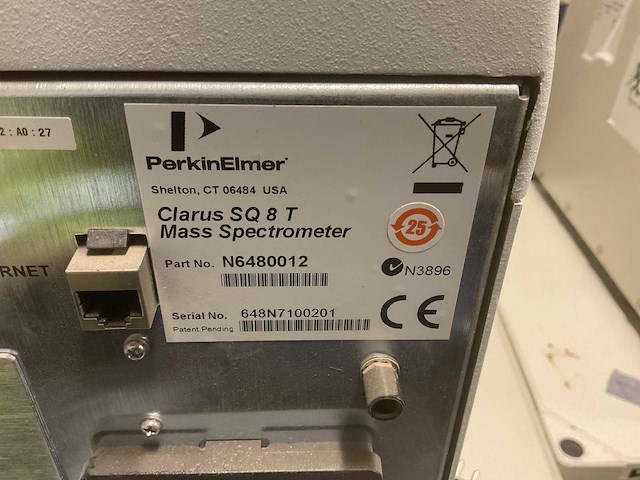 2 : A0 : 27
PerkinElmer
Shelton, CT 06484 USA
Clarus SQ 8 T
Mass Spectrometer
25
Part No. N6480012
N3896
RNET
Serial No. 648N7100201
Patent Pending
CE